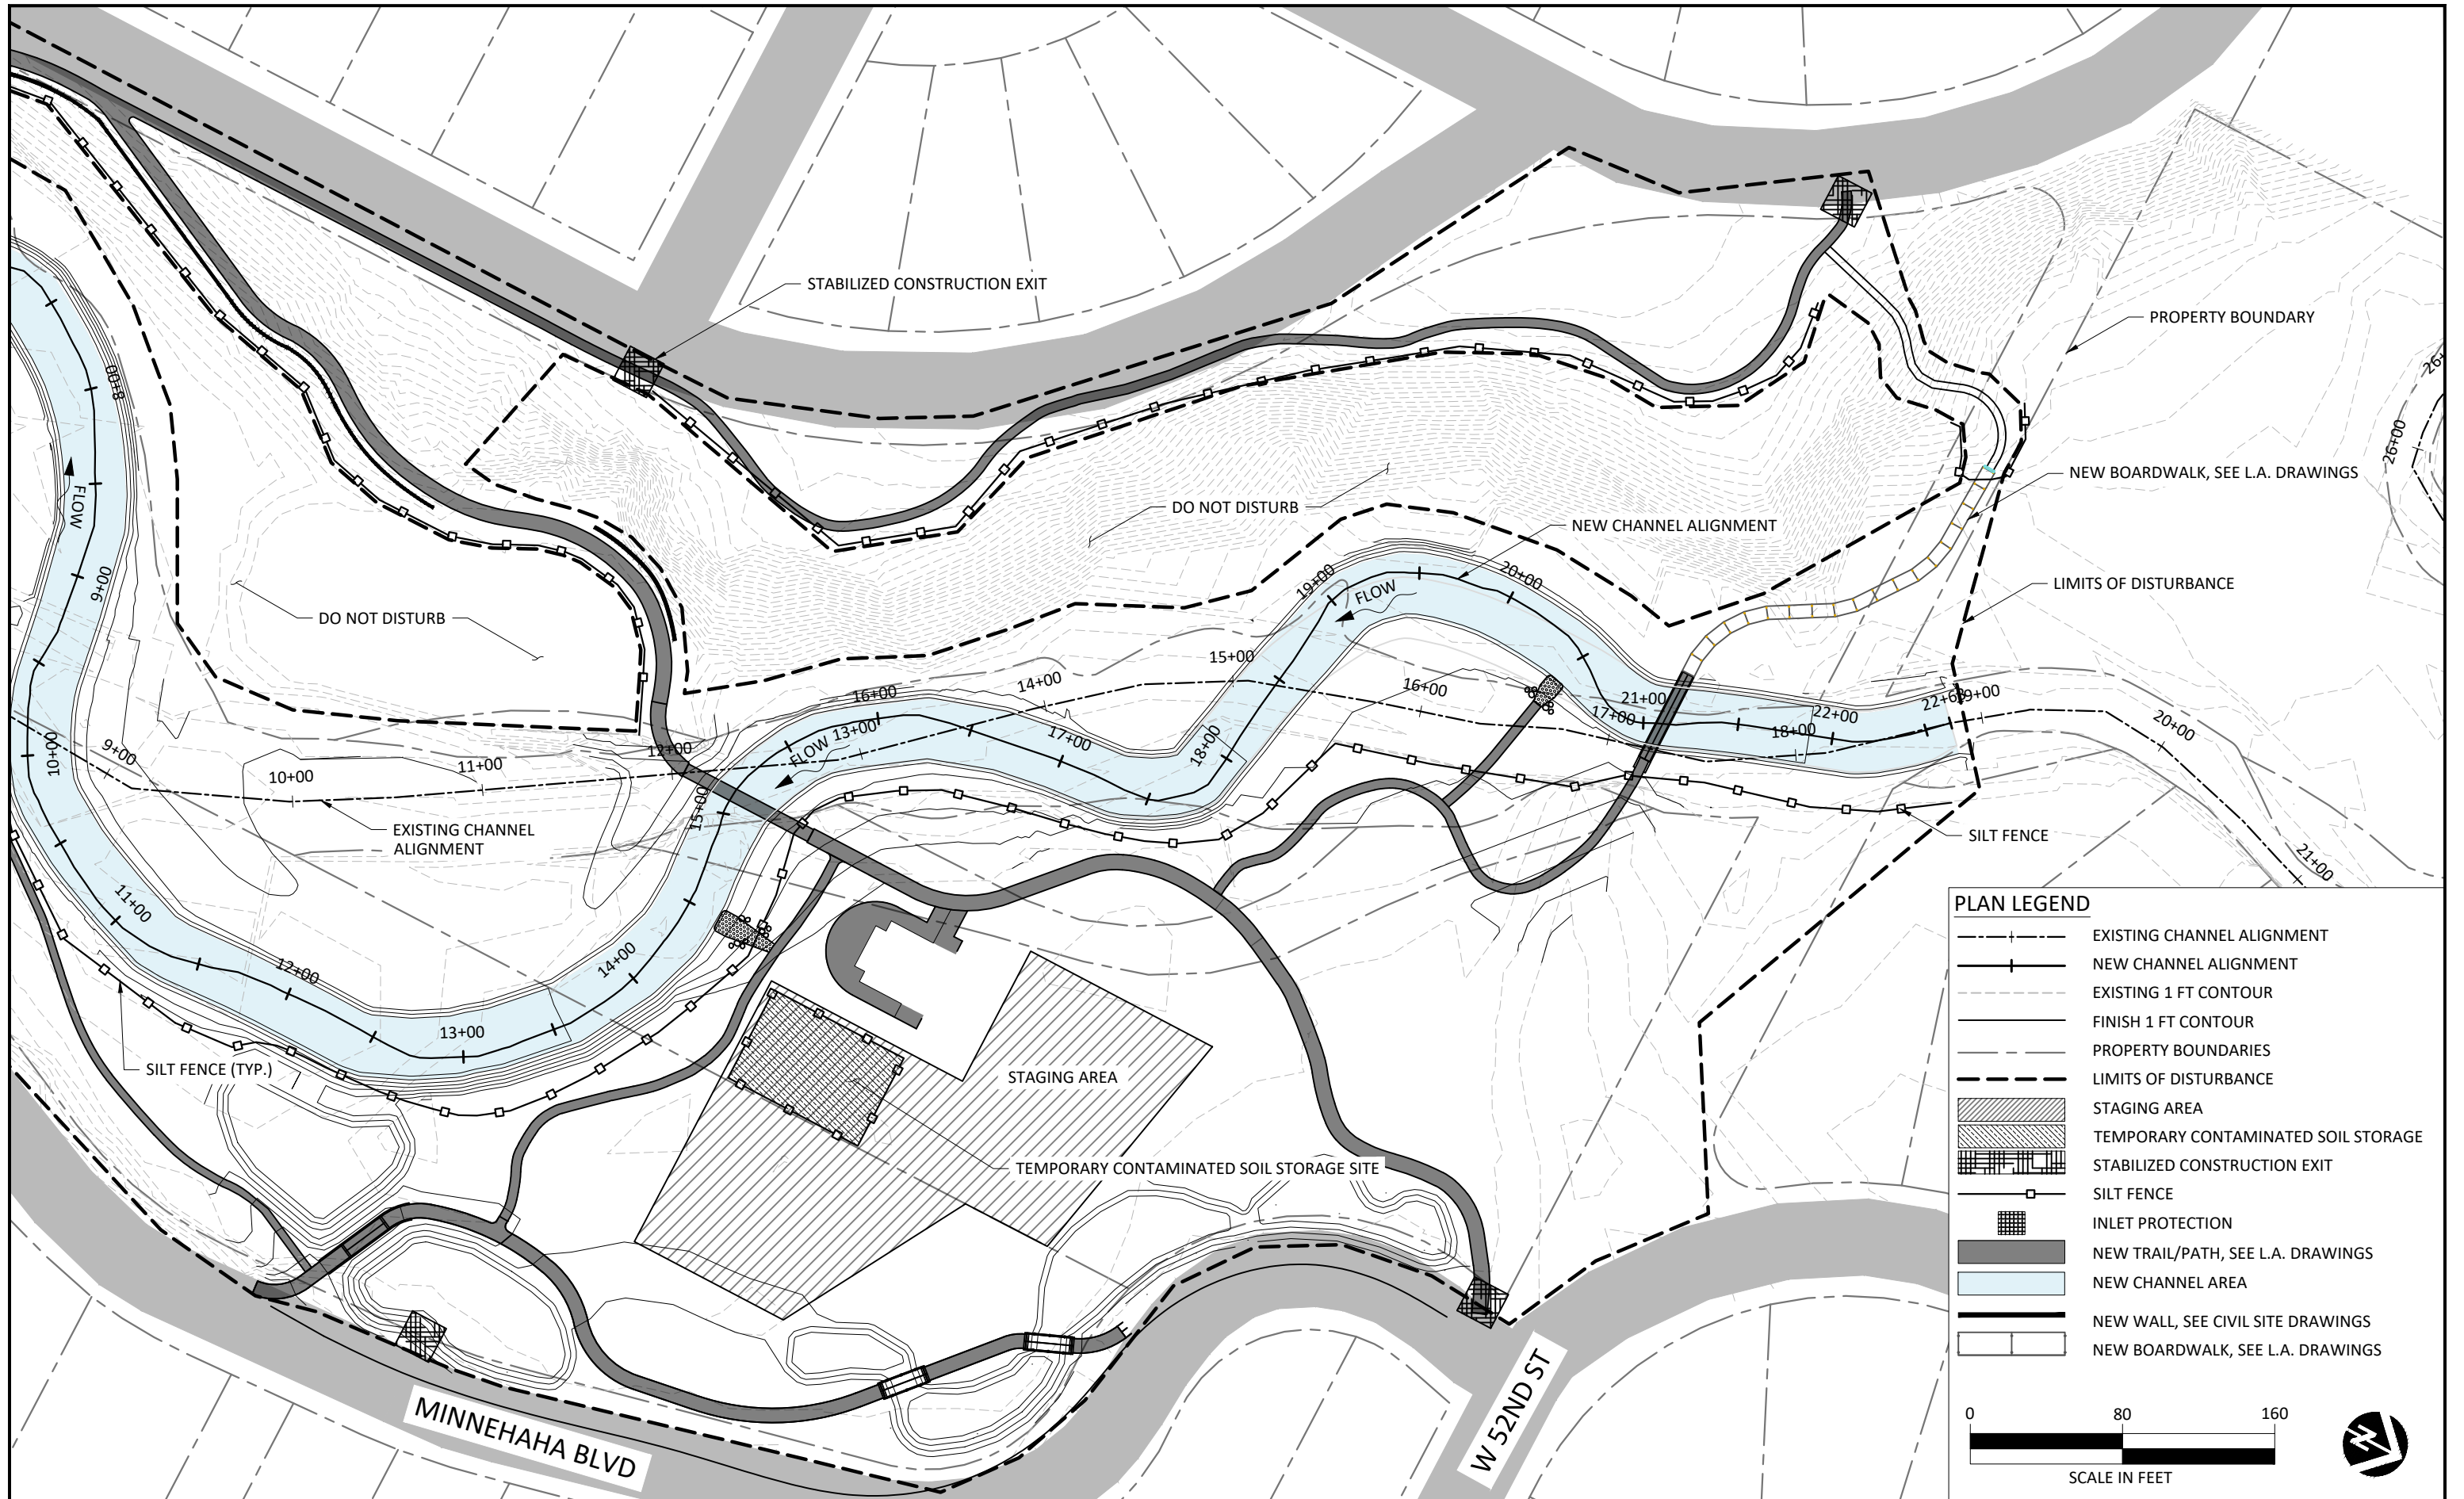 STABILIZED CONSTRUCTION EXIT
PROPERTY BOUNDARY
26+00
8+00
NEW BOARDWALK, SEE L.A. DRAWINGS
FLOW
DO NOT DISTURB
NEW CHANNEL ALIGNMENT
20+00
19+00
FLOW
LIMITS OF DISTURBANCE
9+00
DO NOT DISTURB
15+00
14+00
16+00
16+00
21+00
17+00
22+00
18+00
22+63
19+00
20+00
13+00
FLOW
12+00
17+00
18+00
10+00
9+00
10+00
11+00
15+00
EXISTING CHANNEL
ALIGNMENT
SILT FENCE
21+00
11+00
12+00
14+00
13+00
SILT FENCE (TYP.)
STAGING AREA
TEMPORARY CONTAMINATED SOIL STORAGE SITE
MINNEHAHA BLVD
W 52ND ST
PLAN LEGEND
EXISTING CHANNEL ALIGNMENT
NEW CHANNEL ALIGNMENT
EXISTING 1 FT CONTOUR
FINISH 1 FT CONTOUR
PROPERTY BOUNDARIES
LIMITS OF DISTURBANCE
STAGING AREA
TEMPORARY CONTAMINATED SOIL STORAGE
STABILIZED CONSTRUCTION EXIT
SILT FENCE
INLET PROTECTION
NEW TRAIL/PATH, SEE L.A. DRAWINGS
NEW CHANNEL AREA
NEW WALL, SEE CIVIL SITE DRAWINGS
NEW BOARDWALK, SEE L.A. DRAWINGS
0 80 160
SCALE IN FEET
N